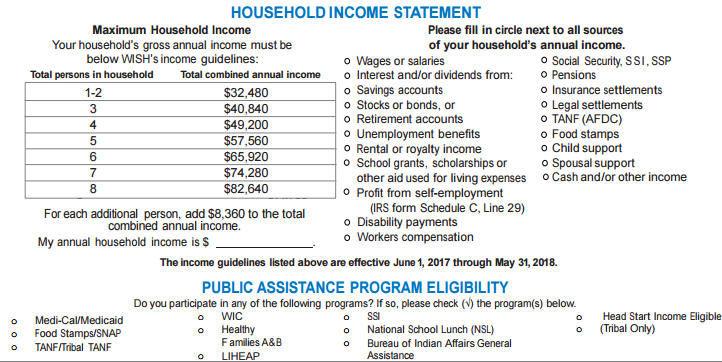 HOUSEHOLD INCOME STATEMENT
Maximum Household Income
Your household's gross annual income must be
below WISH's income guidelines:
Total persons in household Total combined annual income
1-2 $32,480
3 $40,840
4 $49,200
5 $57,560
6 $65,920
7 $74,280
8 $82,640
For each additional person, add $8,360 to the total
combined annual income.
My annual household income is $ ____________.
Please fill in circle next to all sources
of your household's annual income.
o Wages or salaries
o Interest and/or dividends from:
o Savings accounts
o Stocks or bonds, or
o Retirement accounts
o Unemployment benefits
o Rental or royalty income
o School grants, scholarships or
other aid used for living expenses
o Profit from self-employment
(IRS form Schedule C, Line 29)
o Disability payments
o Workers compensation
o Social Security, SSI, SSP
o Pensions
o Insurance settlements
o Legal settlements
o TANF (AFDC)
o Food stamps
o Child support
o Spousal support
o Cash and/or other income
The income guidelines listed above are effective June 1, 2017 through May 31, 2018.
PUBLIC ASSISTANCE PROGRAM ELIGIBILITY
Do you participate in any of the following programs? If so, please check (√) the program(s) below.
o Medi-Cal/Medicaid
o Food Stamps/SNAP
o TANF/Tribal TANF
o WIC
o Healthy
Families A&B
o LIHEAP
o SSI
o National School Lunch (NSL)
o Bureau of Indian Affairs General
Assistance
o Head Start Income Eligible
o (Tribal Only)